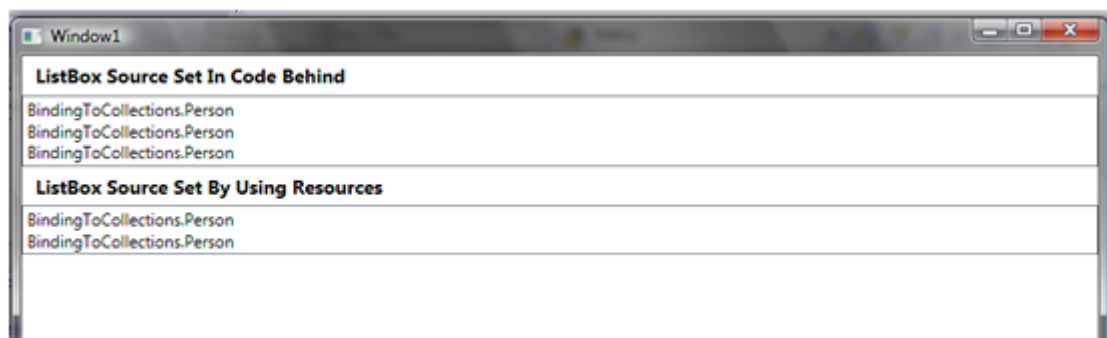 Window1
ListBox Source Set In Code Behind
BindingToCollections.Person
BindingToCollections.Person
BindingToCollections.Person
ListBox Source Set By Using Resources
BindingToCollections.Person
BindingToCollections.Person